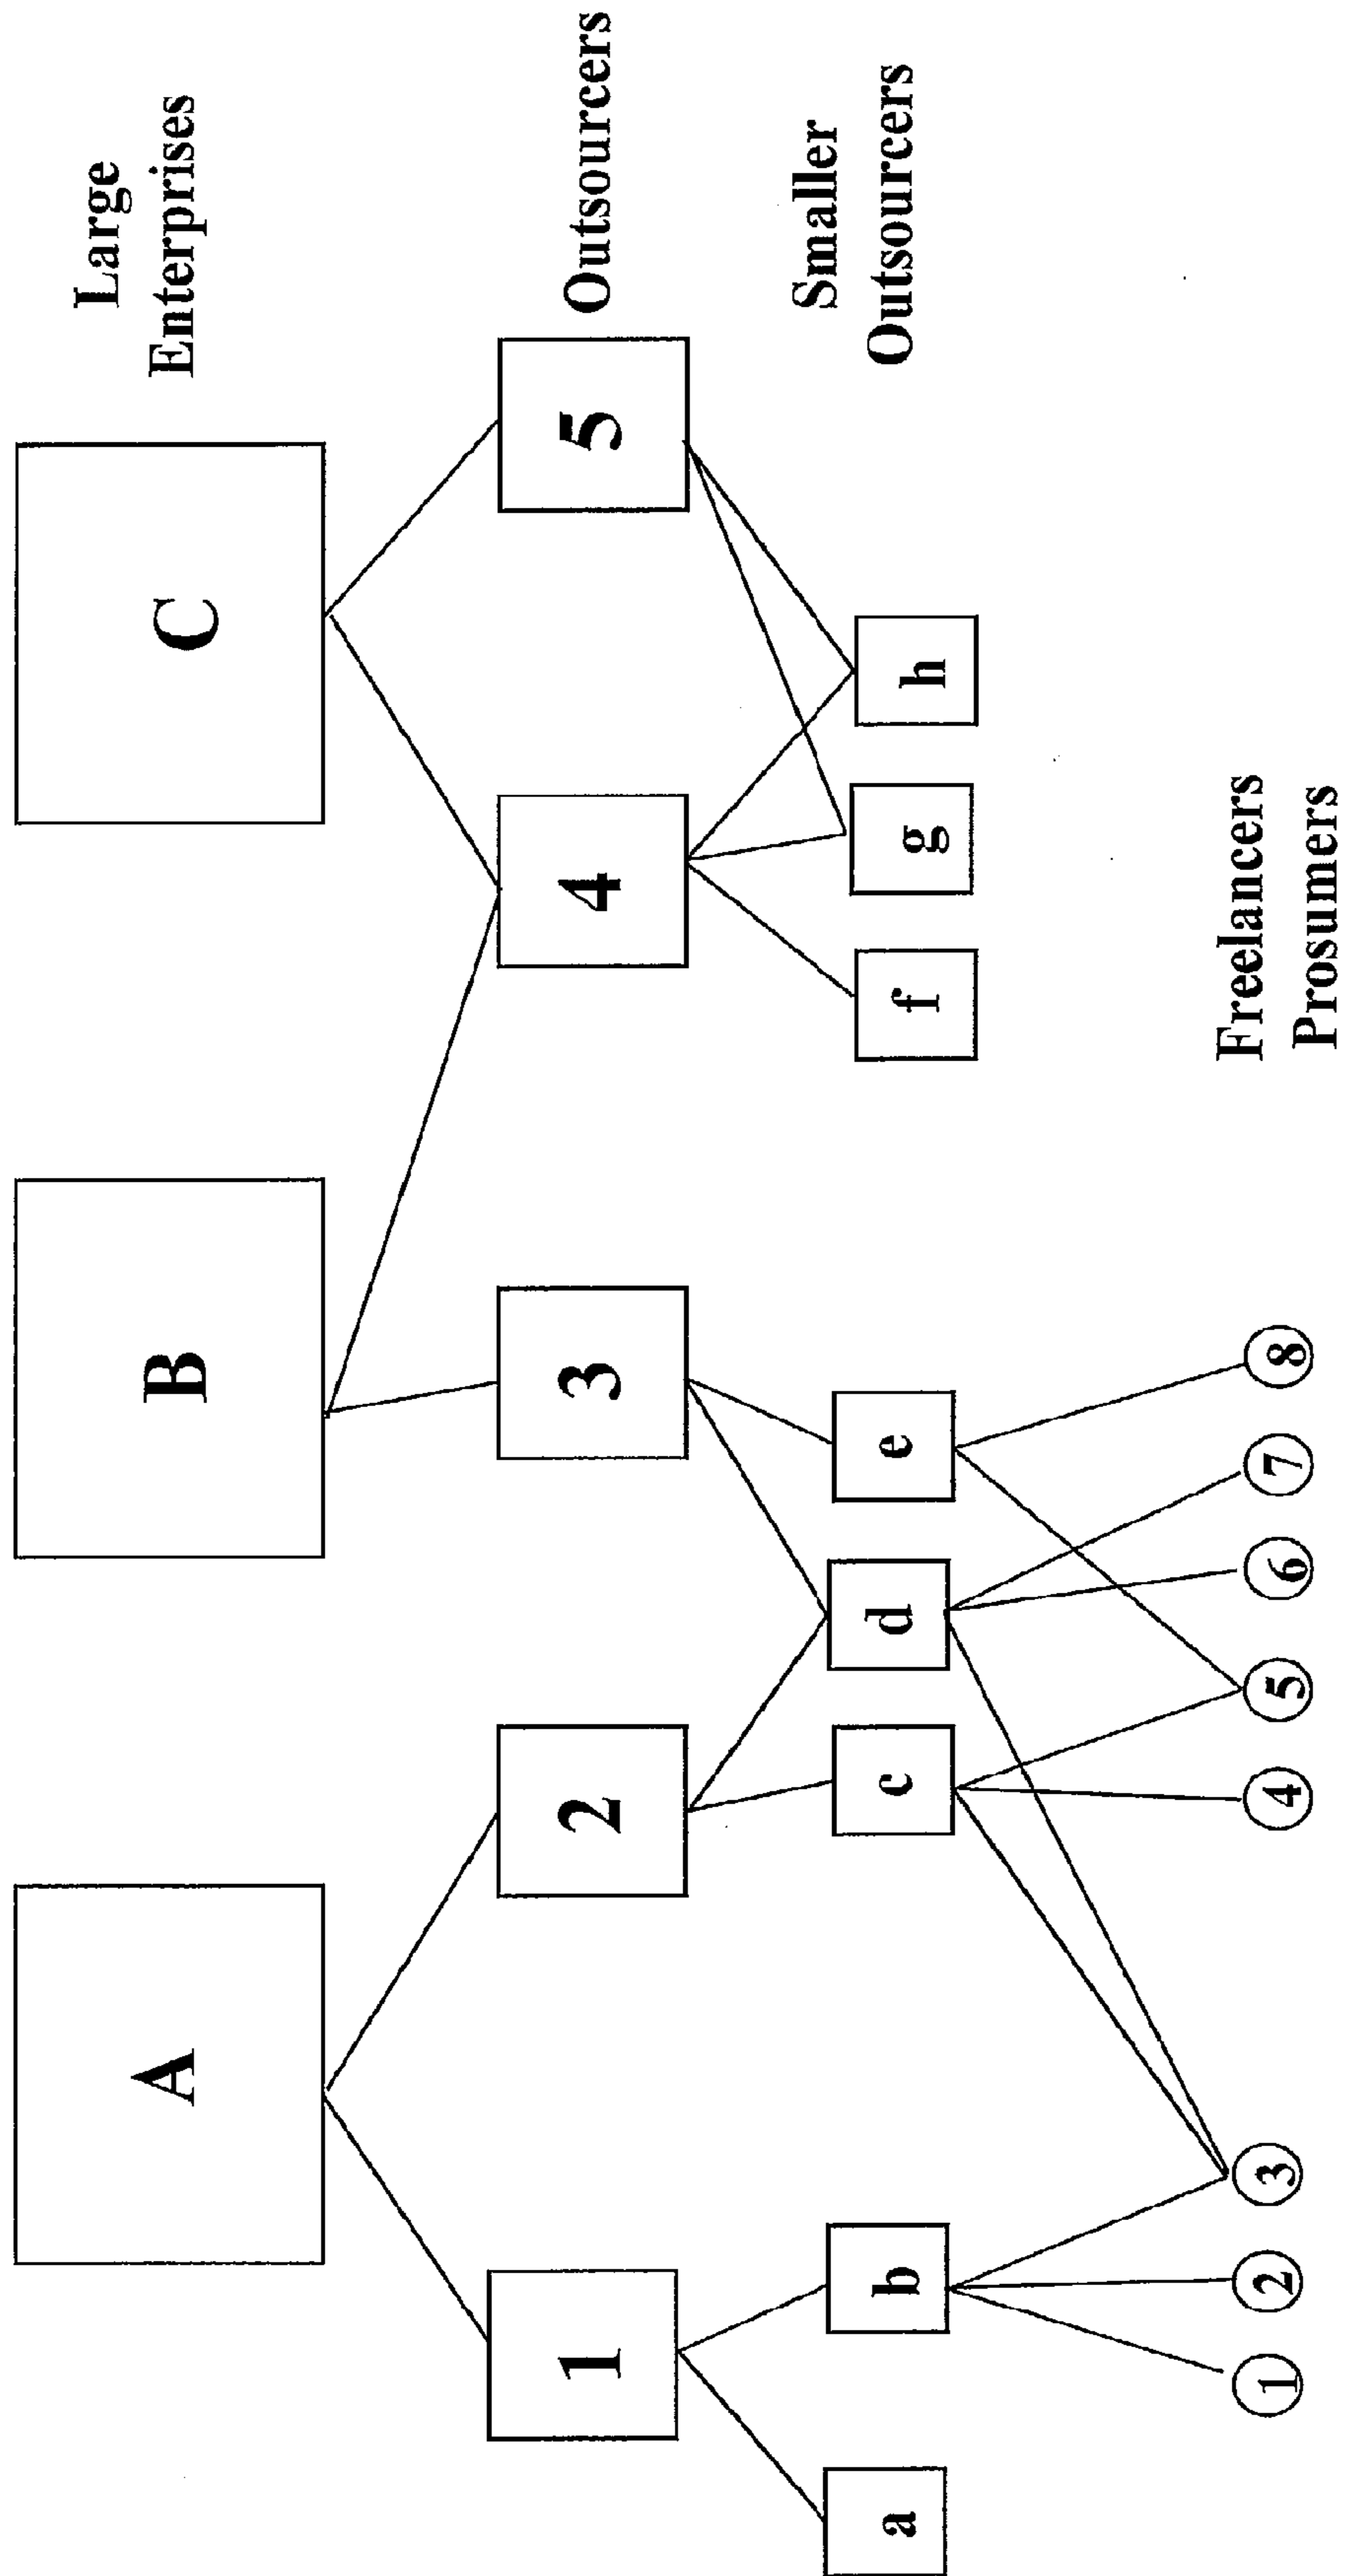 A
B
C
Large
Enterprises
1
2
3
4
5
Outsourcers
a
b
c
d
e
f
g
h
Smaller
Outsourcers
1
2
3
4
5
6
7
8
Freelancers
Prosumers